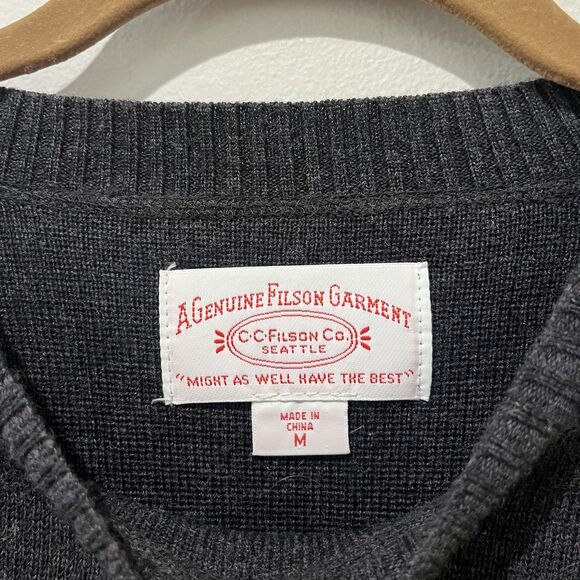 A GENUINE FILSON GARMENT
C·C·FILSON CO.
SEATTLE
"MIGHT AS WELL HAVE THE BEST"
MADE IN
CHINA
M